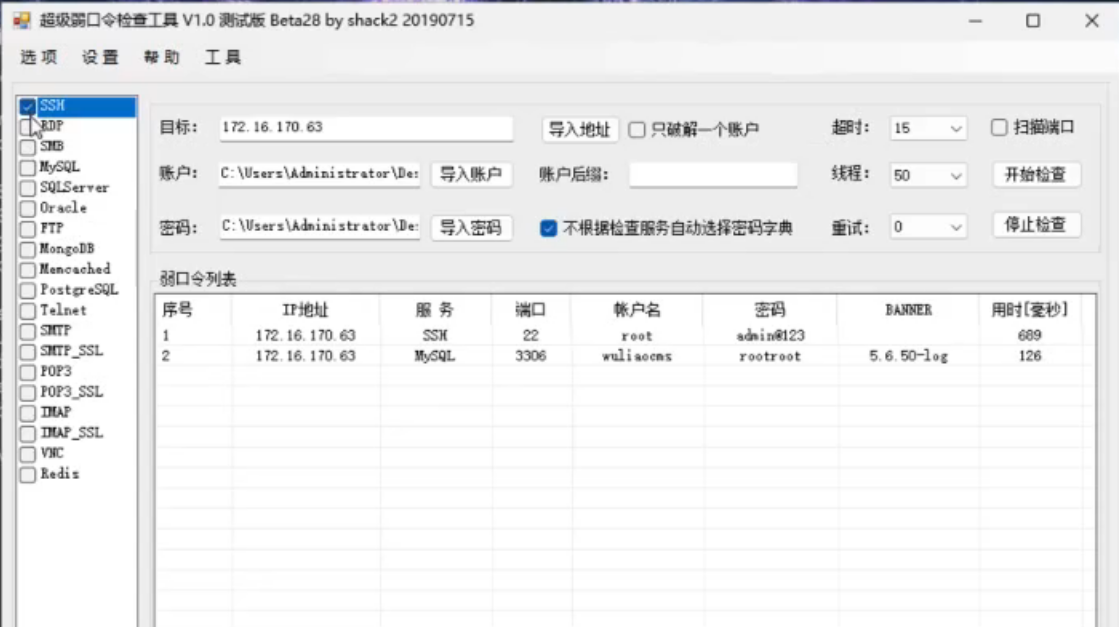 超级弱口令检查工具 V1.0 测试版 Beta28 by shack2 20190715
选项 设置 帮助 工具
SSH
RDP
SMB
MySQL
SQLServer
Oracle
FTP
MongoDB
Memcached
PostgreSQL
Telnet
SMTP
SMTP_SSL
POP3
POP3_SSL
IMAP
IMAP_SSL
VNC
Redis
目标： 172.16.170.63 导入地址 只破解一个账户 超时： 15 扫描端口
账户： C:\Users\Administrator\De: 导入账户 账户后缀： 线程： 50 开始检查
密码： C:\Users\Administrator\De: 导入密码 不根据检查服务自动选择密码字典 重试： 0 停止检查
弱口令列表
序号 IP地址 服务 端口 帐户名 密码 BANNER 用时[毫秒]
1 172.16.170.63 SSH 22 root admin@123 689
2 172.16.170.63 MySQL 3306 wuliaocms rootroot 5.6.50-log 126